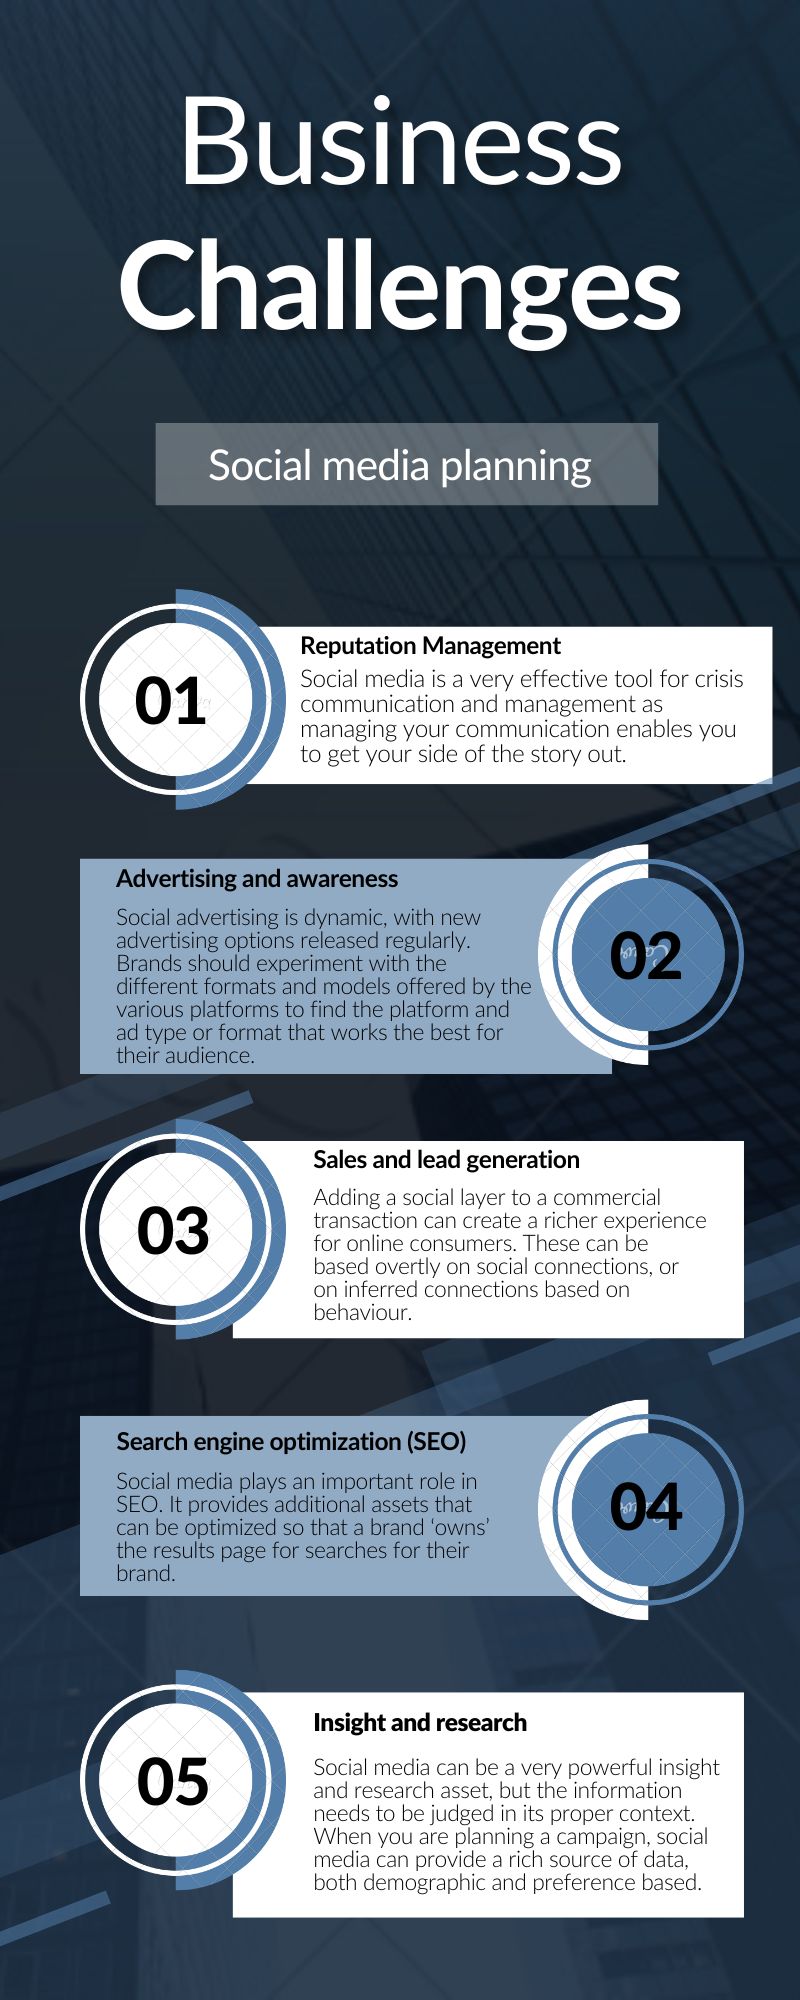 Business
Challenges
Social media planning
01
Reputation Management
Social media is a very effective tool for crisis
communication and management as
managing your communication enables you
to get your side of the story out.
Advertising and awareness
Social advertising is dynamic, with new
advertising options released regularly.
Brands should experiment with the
different formats and models offered by the
various platforms to find the platform and
ad type or format that works the best for
their audience.
02
03
Sales and lead generation
Adding a social layer to a commercial
transaction can create a richer experience
for online consumers. These can be
based overtly on social connections, or
on inferred connections based on
behaviour.
Search engine optimization (SEO)
Social media plays an important role in
SEO. It provides additional assets that
can be optimized so that a brand ‘owns’
the results page for searches for their
brand.
04
05
Insight and research
Social media can be a very powerful insight
and research asset, but the information
needs to be judged in its proper context.
When you are planning a campaign, social
media can provide a rich source of data,
both demographic and preference based.